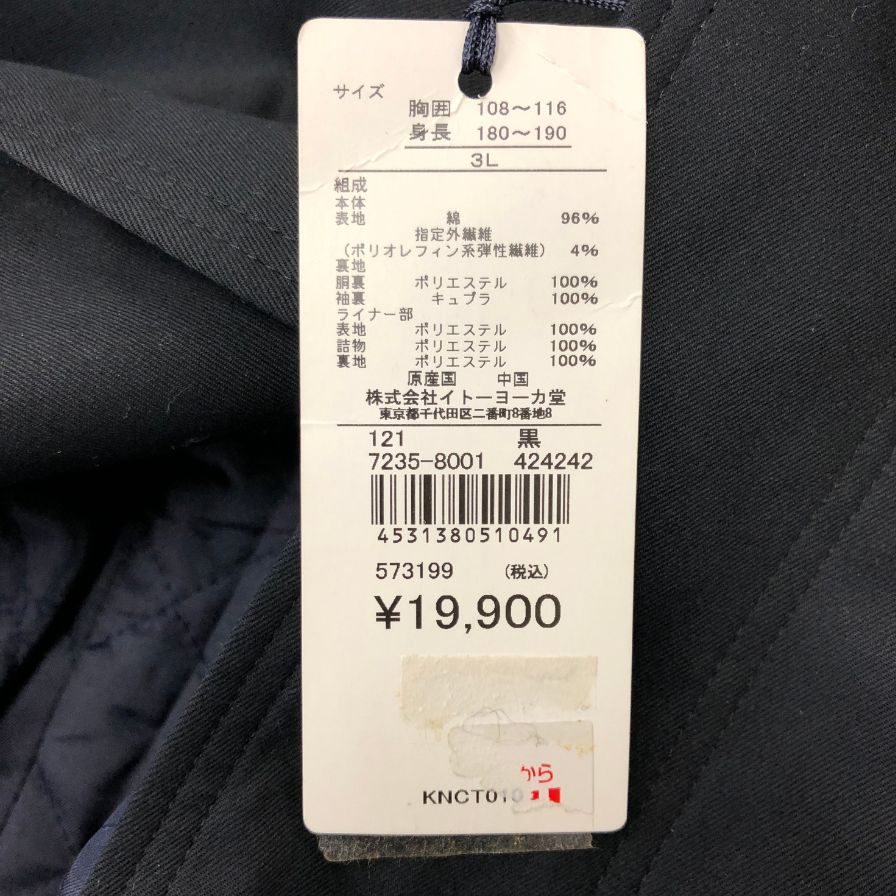 サイズ
胸囲 108～116
身長 180～190
3L
組成
本体
表地 綿 96%
指定外繊維
(ポリオレフィン系弾性繊維) 4%
裏地
胴裏 ポリエステル 100%
袖裏 キュプラ 100%
ライナー部
表地 ポリエステル 100%
詰物 ポリエステル 100%
裏地 ポリエステル 100%
原産国 中国
株式会社イトーヨーカ堂
東京都千代田区二番町8番地8
121 黒
7235-8001 424242
4531380510491
573199 (税込)
¥19,900
から
KNCT010